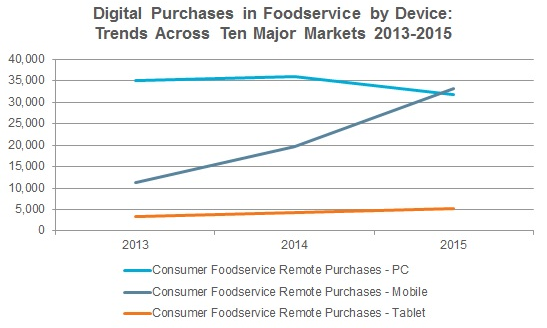 Digital Purchases in Foodservice by Device:
Trends Across Ten Major Markets 2013-2015
40,000
35,000
30,000
25,000
20,000
15,000
10,000
5,000
0
2013 2014 2015
Consumer Foodservice Remote Purchases - PC
Consumer Foodservice Remote Purchases - Mobile
Consumer Foodservice Remote Purchases - Tablet